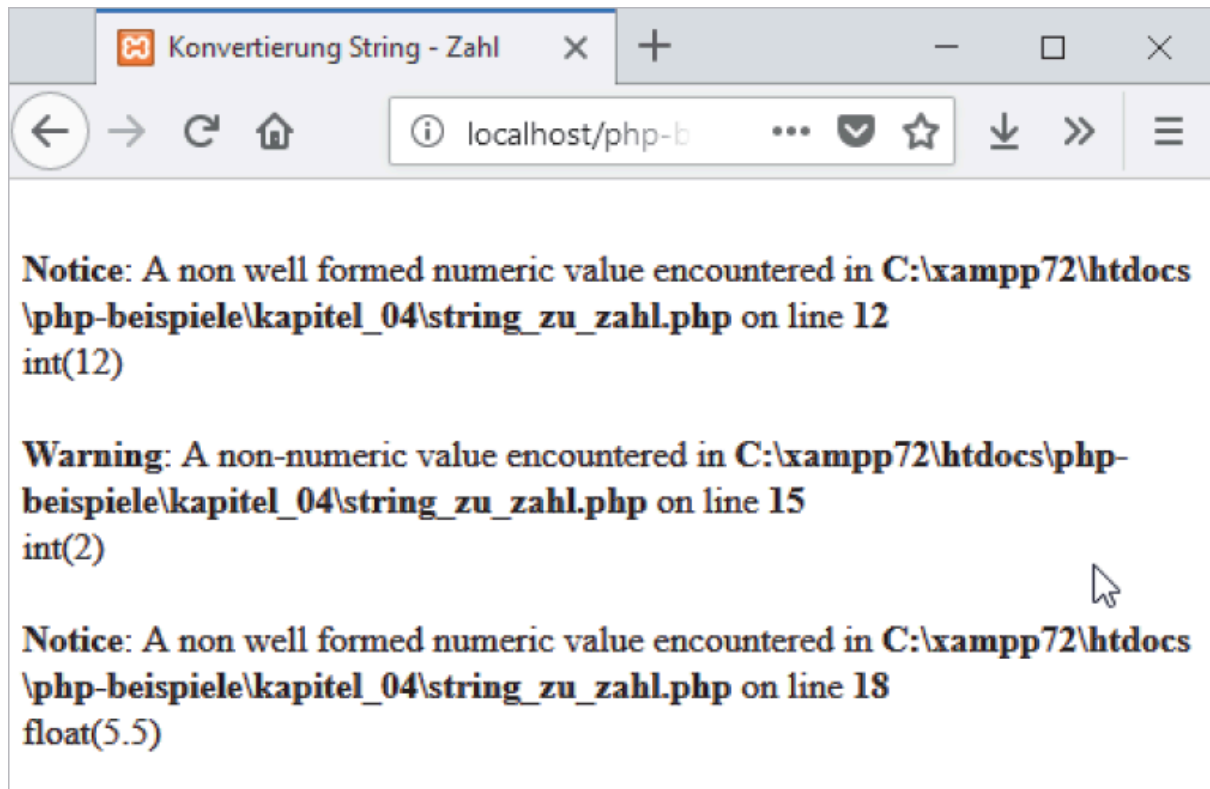 Konvertierung String - Zahl
localhost/php-b
Notice: A non well formed numeric value encountered in C:\xampp72\htdocs
\php-beispiele\kapitel_04\string_zu_zahl.php on line 12
int(12)
Warning: A non-numeric value encountered in C:\xampp72\htdocs\php-
beispiele\kapitel_04\string_zu_zahl.php on line 15
int(2)
Notice: A non well formed numeric value encountered in C:\xampp72\htdocs
\php-beispiele\kapitel_04\string_zu_zahl.php on line 18
float(5.5)